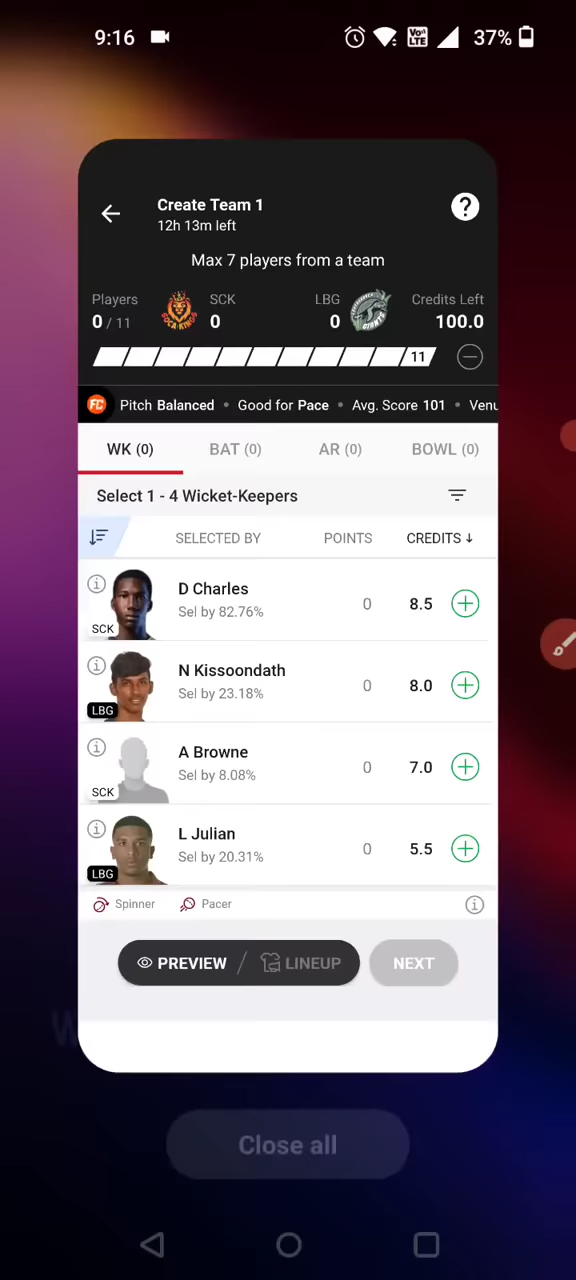 9:16 Vo)) LTE 37%
Create Team 1
12h 13m left
?
Max 7 players from a team
Players SCK LBG Credits Left
0 / 11 0 0 100.0
11
FC Pitch Balanced • Good for Pace • Avg. Score 101 • Venu
WK (0) BAT (0) AR (0) BOWL (0)
Select 1 - 4 Wicket-Keepers
SELECTED BY POINTS CREDITS ↓
D Charles
Sel by 82.76%
0 8.5
SCK
N Kissoondath
Sel by 23.18%
0 8.0
LBG
A Browne
Sel by 8.08%
0 7.0
SCK
L Julian
Sel by 20.31%
0 5.5
LBG
Spinner Pacer
PREVIEW / LINEUP NEXT
W
Close all